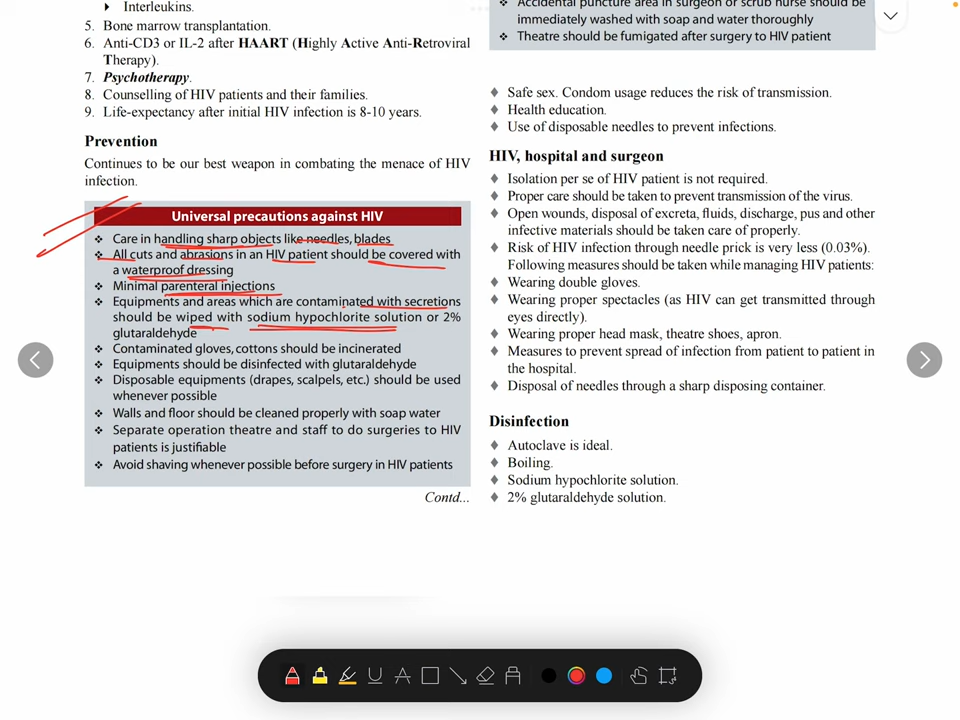 Interleukins.
5. Bone marrow transplantation.
6. Anti-CD3 or IL-2 after HAART (Highly Active Anti-Retroviral
Therapy).
7. Psychotherapy.
8. Counselling of HIV patients and their families.
9. Life-expectancy after initial HIV infection is 8-10 years.
Prevention
Continues to be our best weapon in combating the menace of HIV
infection.
Universal precautions against HIV
Care in handling sharp objects like needles, blades
All cuts and abrasions in an HIV patient should be covered with
a waterproof dressing
Minimal parenteral injections
Equipments and areas which are contaminated with secretions
should be wiped with sodium hypochlorite solution or 2%
glutaraldehyde
Contaminated gloves, cottons should be incinerated
Equipments should be disinfected with glutaraldehyde
Disposable equipments (drapes, scalpels, etc.) should be used
whenever possible
Walls and floor should be cleaned properly with soap water
Separate operation theatre and staff to do surgeries to HIV
patients is justifiable
Avoid shaving whenever possible before surgery in HIV patients
Contd...
Accidental puncture area in surgeon or scrub nurse should be
immediately washed with soap and water thoroughly
Theatre should be fumigated after surgery to HIV patient
Safe sex. Condom usage reduces the risk of transmission.
Health education.
Use of disposable needles to prevent infections.
HIV, hospital and surgeon
Isolation per se of HIV patient is not required.
Proper care should be taken to prevent transmission of the virus.
Open wounds, disposal of excreta, fluids, discharge, pus and other
infective materials should be taken care of properly.
Risk of HIV infection through needle prick is very less (0.03%).
Following measures should be taken while managing HIV patients:
Wearing double gloves.
Wearing proper spectacles (as HIV can get transmitted through
eyes directly).
Wearing proper head mask, theatre shoes, apron.
Measures to prevent spread of infection from patient to patient in
the hospital.
Disposal of needles through a sharp disposing container.
Disinfection
Autoclave is ideal.
Boiling.
Sodium hypochlorite solution.
2% glutaraldehyde solution.